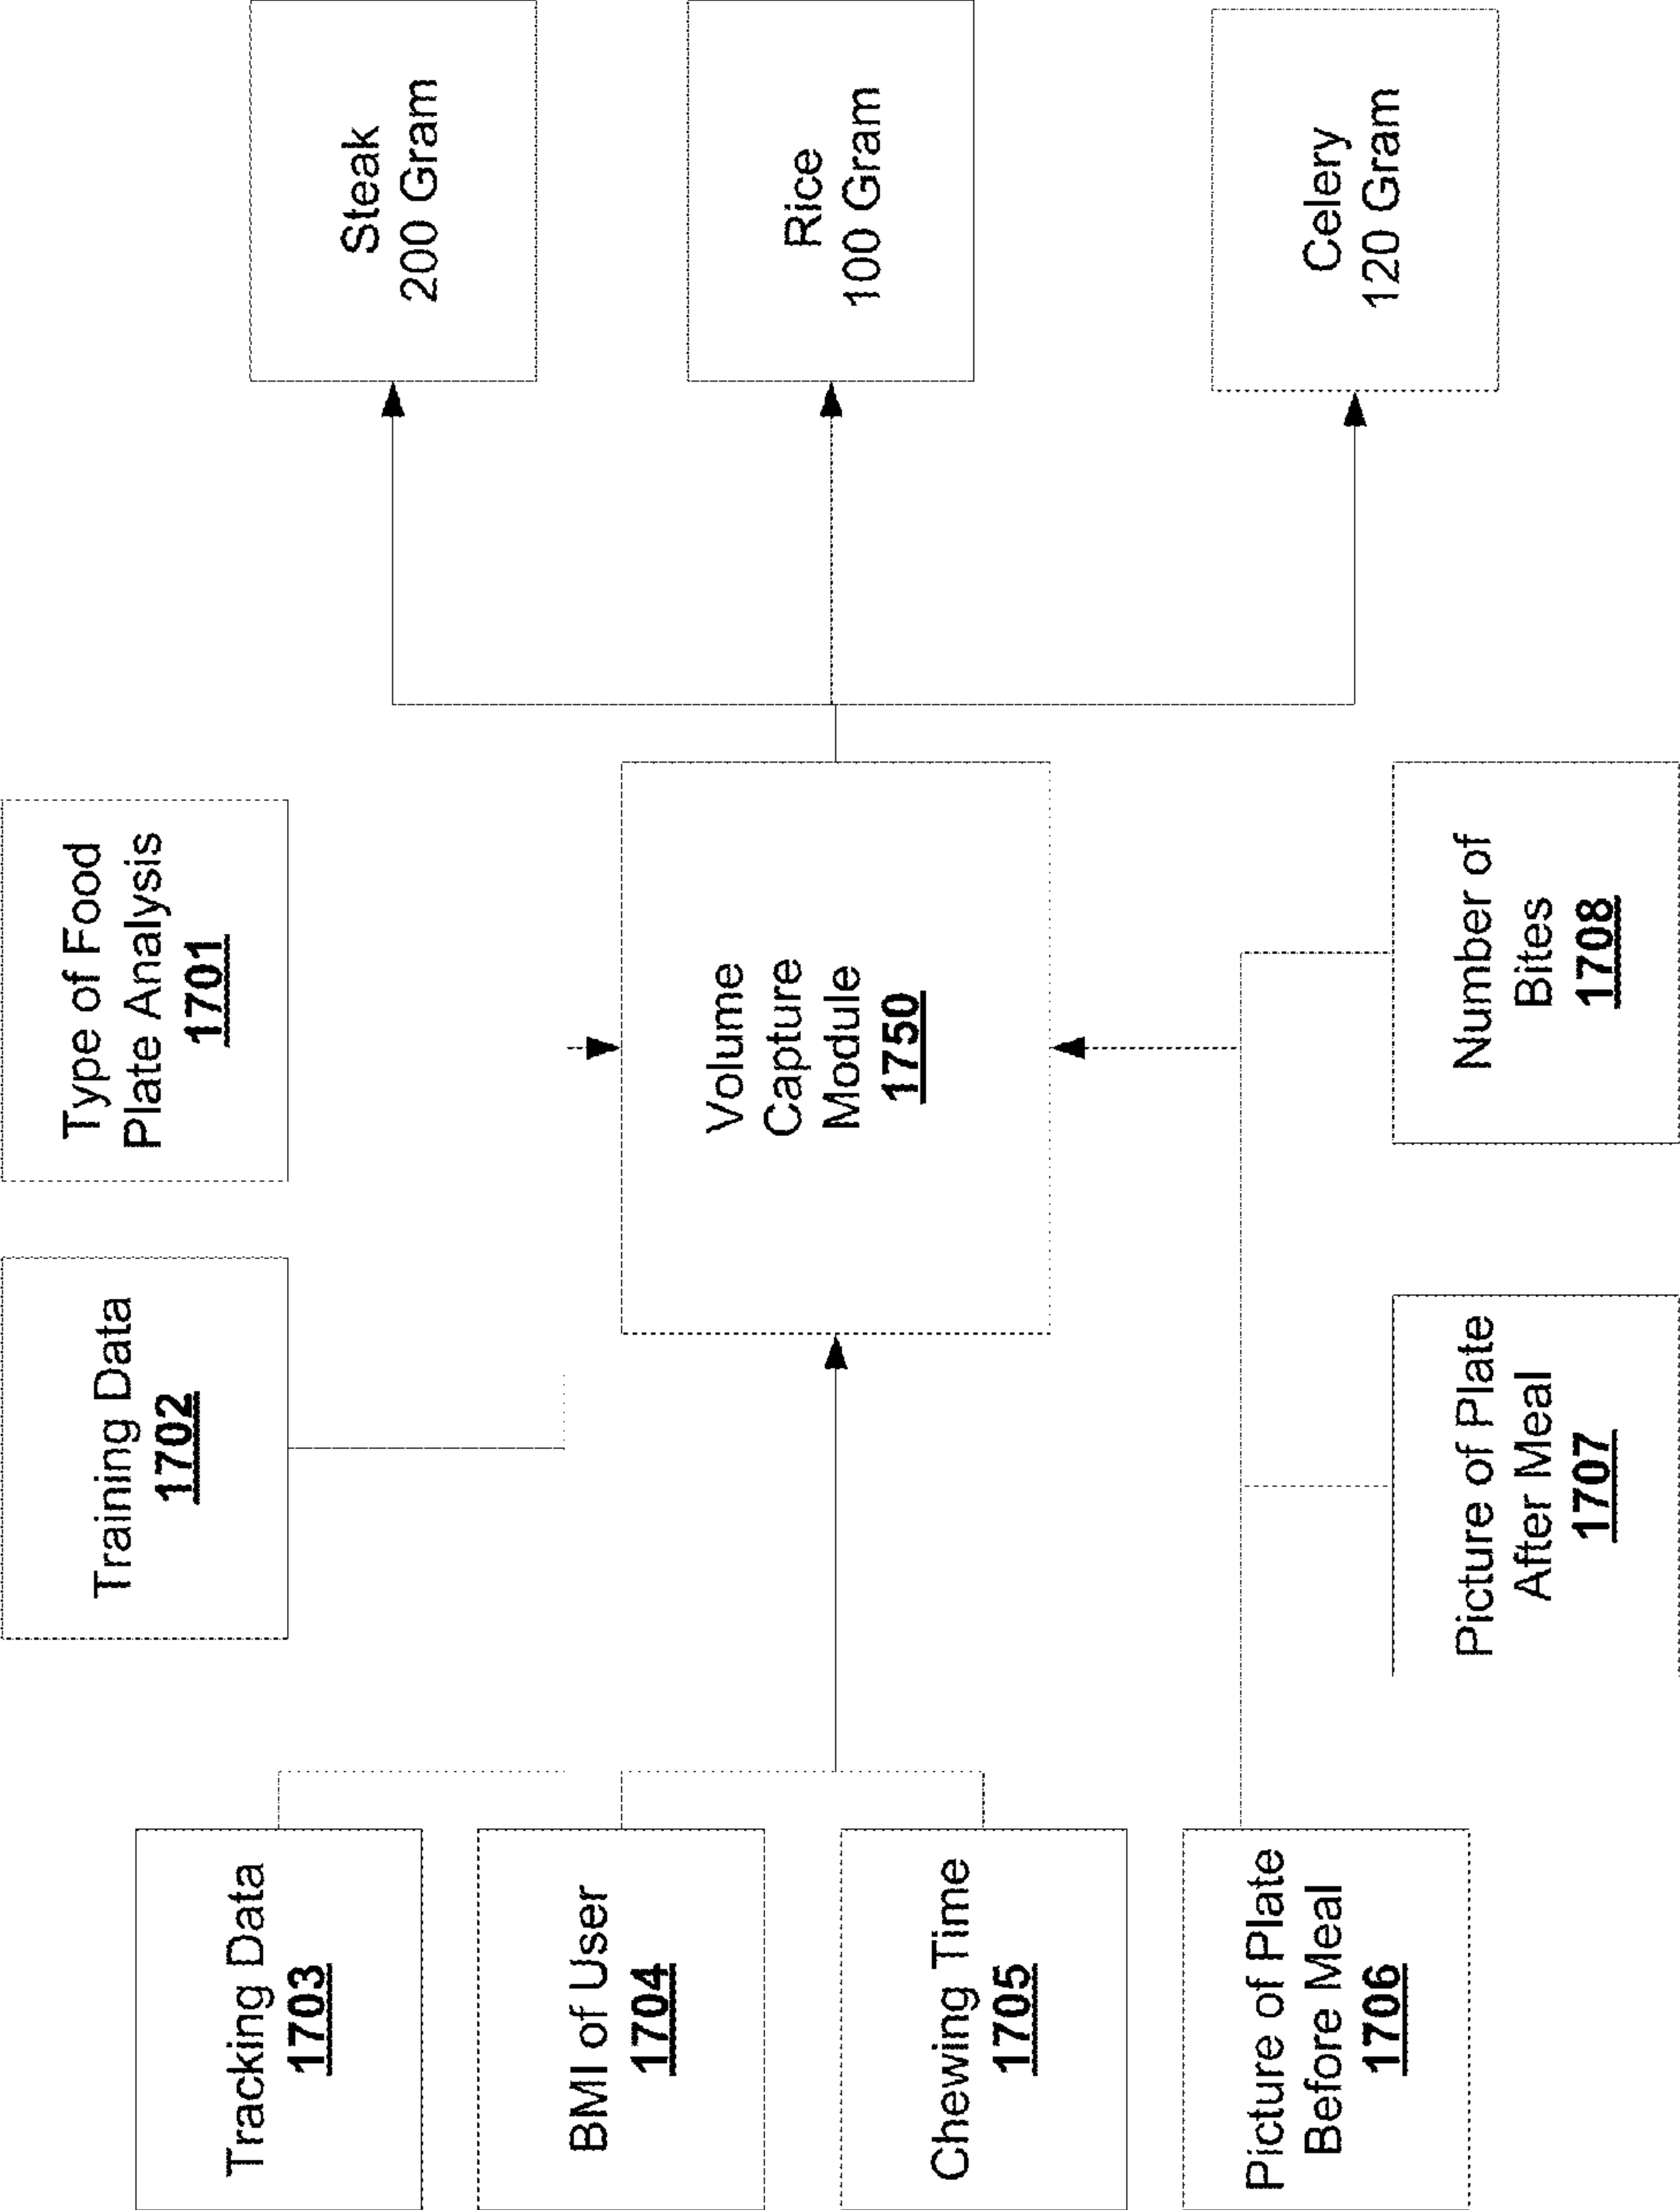 Tracking Data
1703
BMI of User
1704
Chewing Time
1705
Picture of Plate
Before Meal
1706
Training Data
1702
Picture of Plate
After Meal
1707
Type of Food
Plate Analysis
1701
Volume
Capture
Module
1750
Number of
Bites
1708
Steak
200 Gram
Rice
100 Gram
Celery
120 Gram